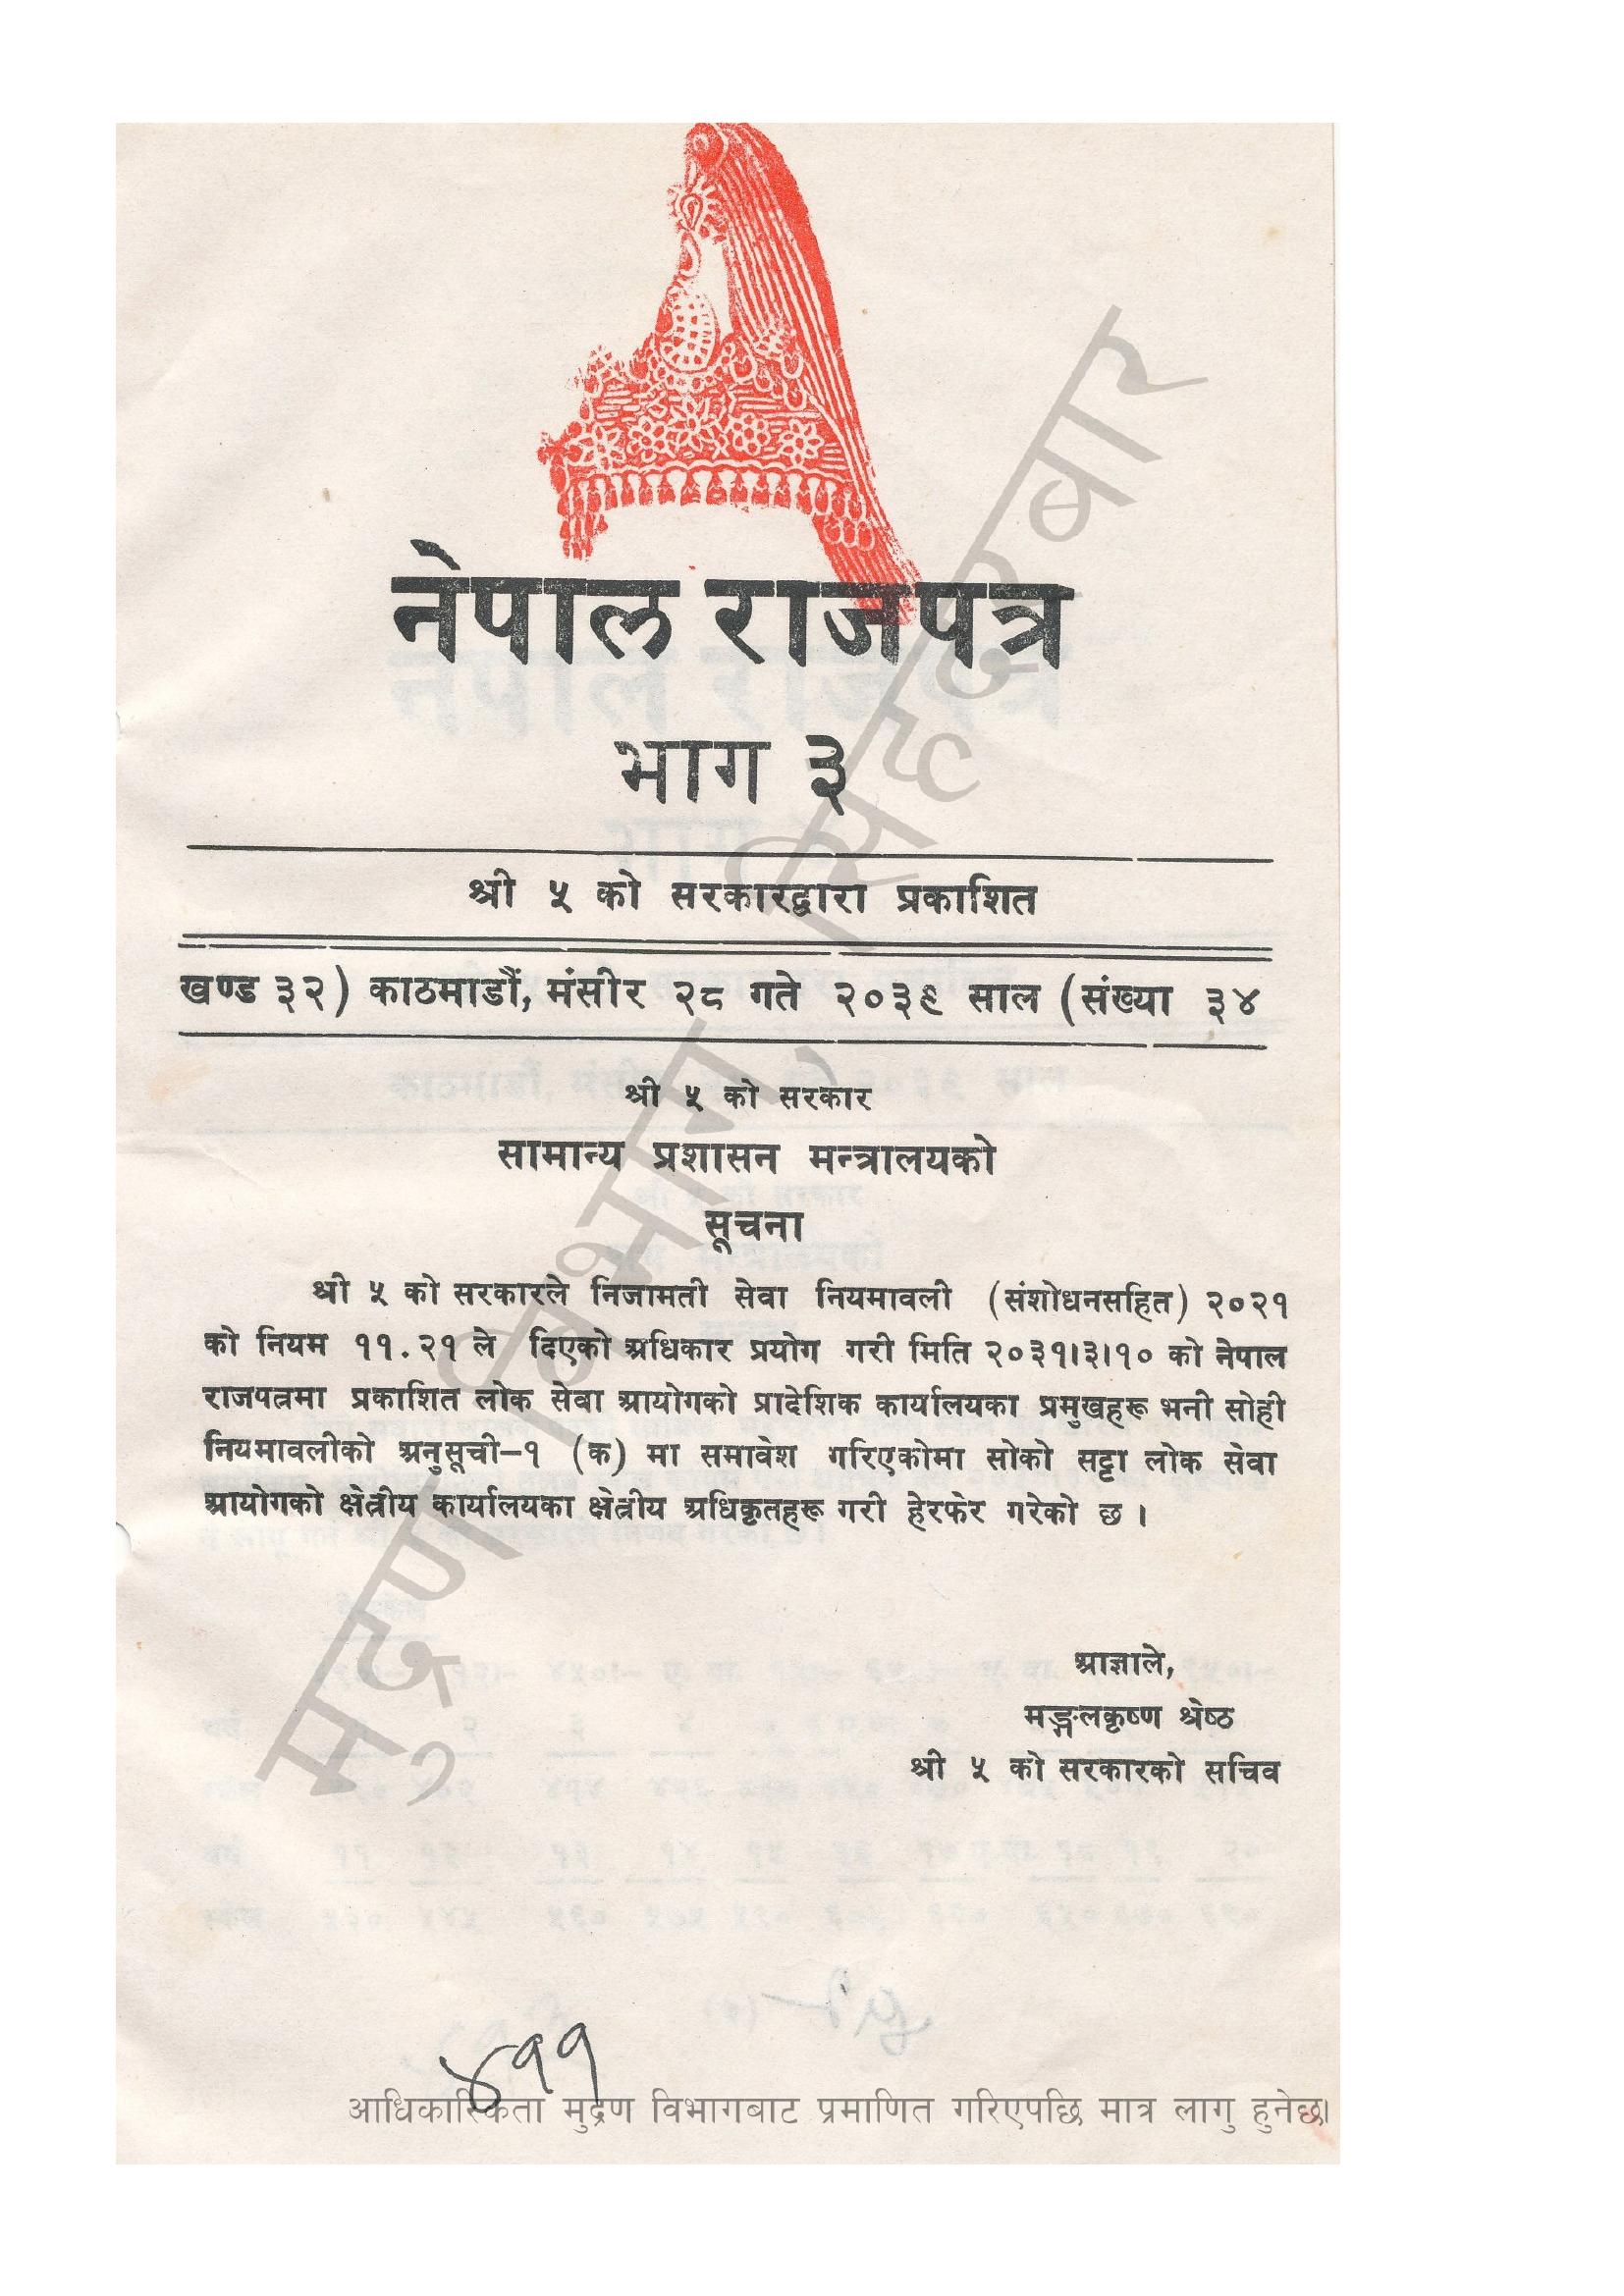 नेपाल राजपत्र
भाग ३
श्री ५ को सरकारद्वारा प्रकाशित
खण्ड ३२) काठमाडौं, मंसीर २८ गते २०३९ साल (संख्या ३४
श्री ५ को सरकार
सामान्य प्रशासन मन्त्रालयको
सूचना
श्री ५ को सरकारले निजामती सेवा नियमावली (संशोधनसहित) २०२१
को नियम ११.२१ ले दिएको अधिकार प्रयोग गरी मिति २०३१।३।१० को नेपाल
राजपत्रमा प्रकाशित लोक सेवा आयोगको प्रादेशिक कार्यालयका प्रमुखहरू भनी सोही
नियमावलीको अनुसूची-१ (क) मा समावेश गरिएकोमा सोको सट्टा लोक सेवा
आयोगको क्षेत्रीय कार्यालयका क्षेत्रीय अधिकृतहरू गरी हेरफेर गरेको छ ।
आज्ञाले,
मङ्गलकृष्ण श्रेष्ठ
श्री ५ को सरकारको सचिव
४११
आधिकारिकता मुद्रण विभागबाट प्रमाणित गरिएपछि मात्र लागु हुनेछ।
मुद्रण विभाग, सिंहदरबार